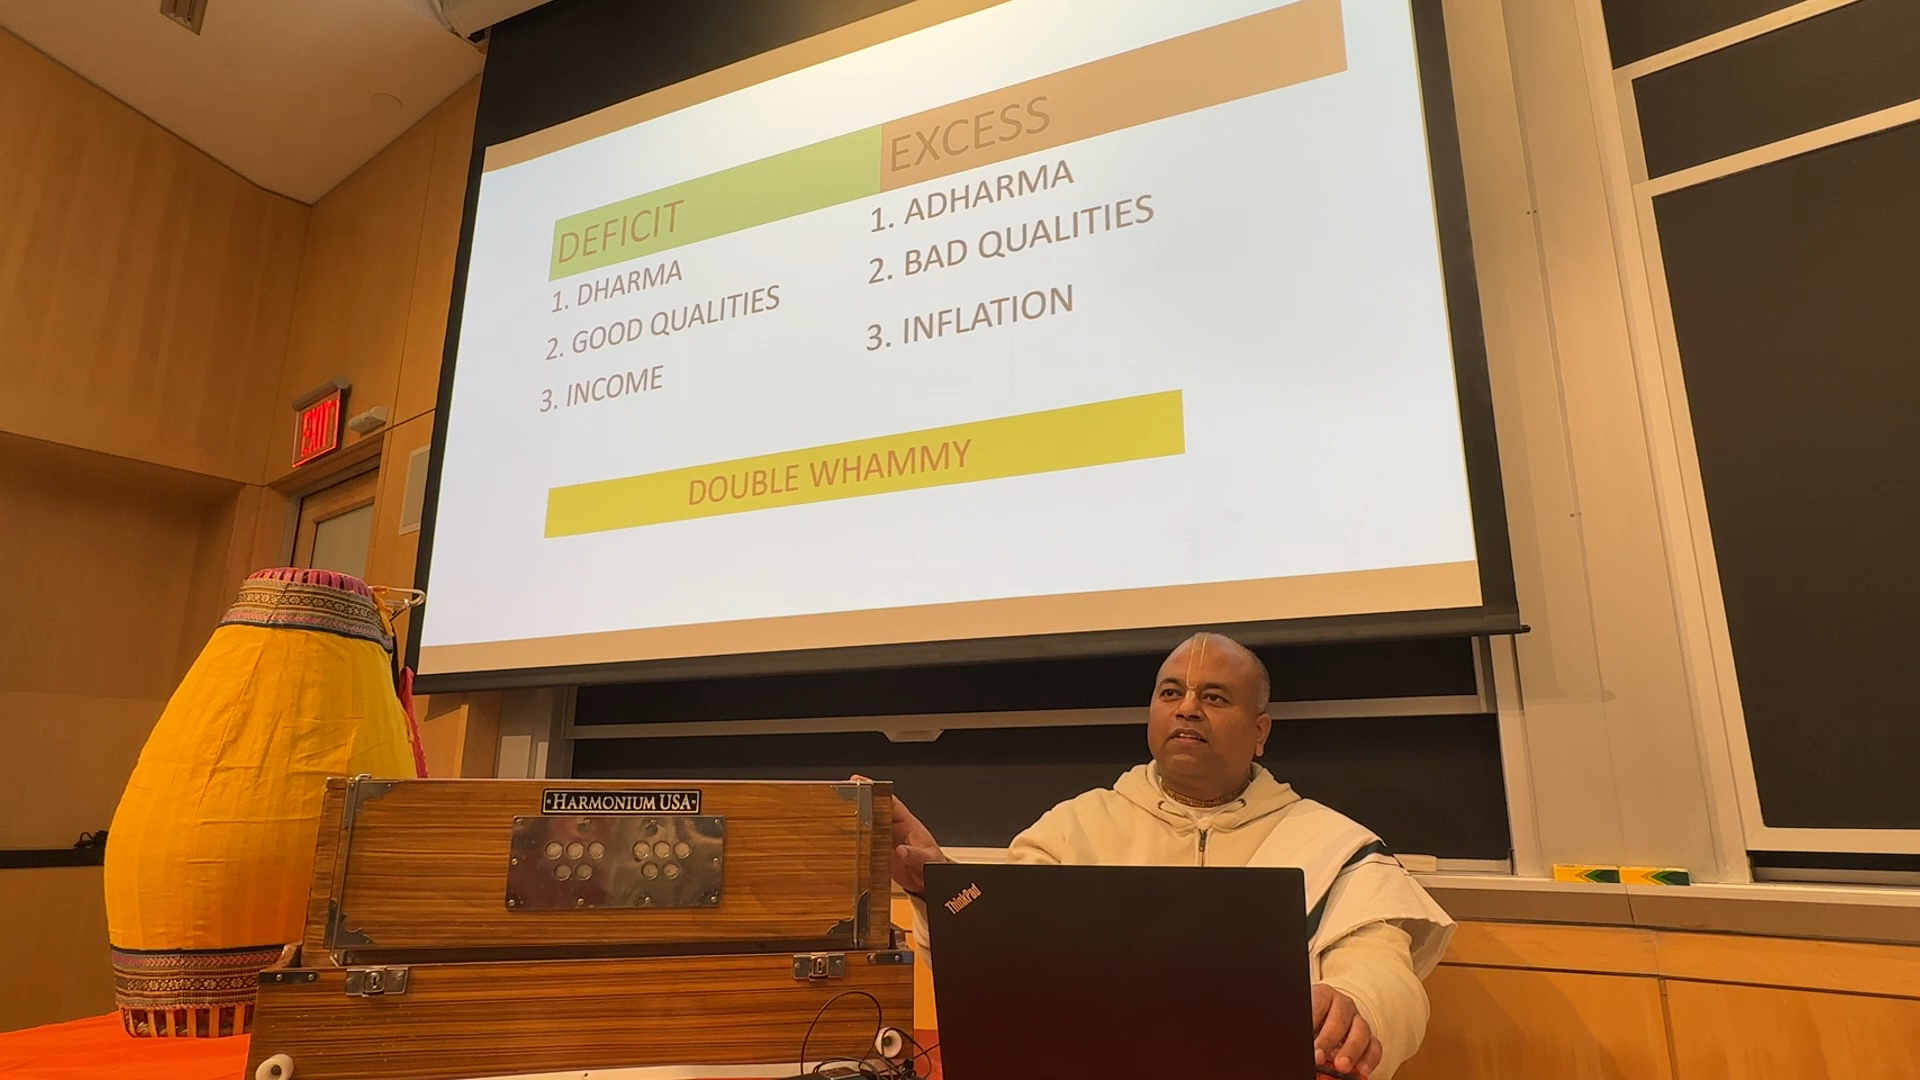 DEFICIT
1. DHARMA
2. GOOD QUALITIES
3. INCOME
EXCESS
1. ADHARMA
2. BAD QUALITIES
3. INFLATION
DOUBLE WHAMMY
EXIT
HARMONIUM USA
ThinkPad